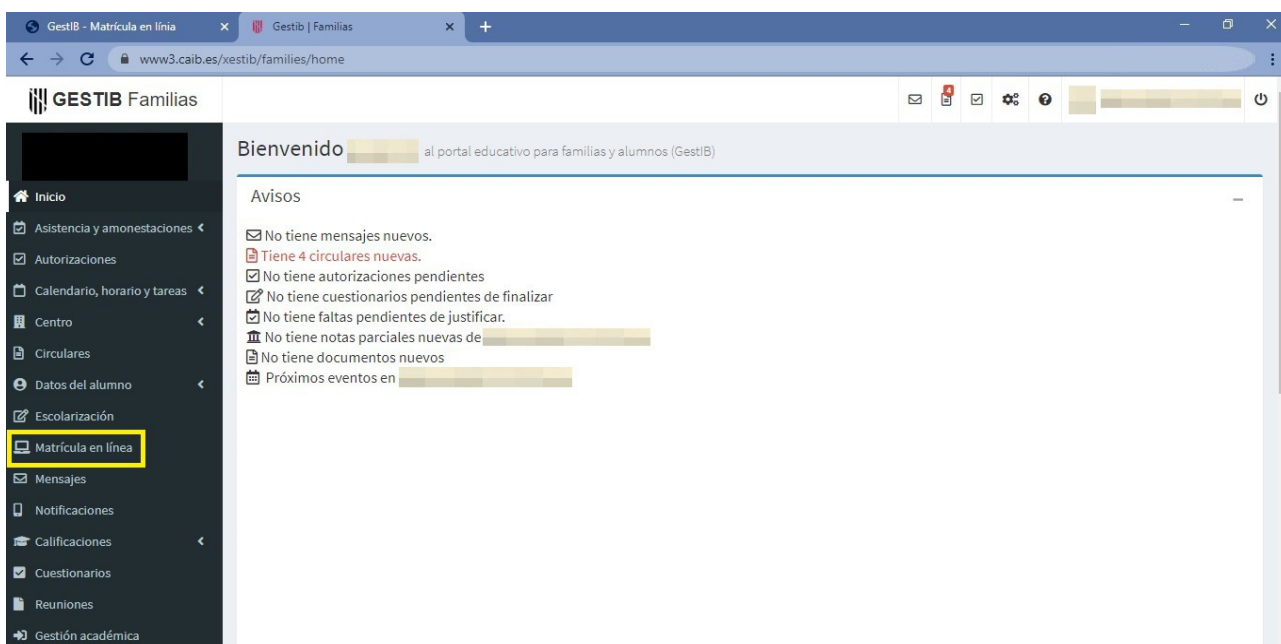 GestIB - Matrícula en línia
Gestib | Familias
www3.caib.es/xestib/families/home
GESTIB Familias
4
Bienvenido al portal educativo para familias y alumnos (GestIB)
Inicio
Asistencia y amonestaciones
Autorizaciones
Calendario, horario y tareas
Centro
Circulares
Datos del alumno
Escolarización
Matrícula en línea
Mensajes
Notificaciones
Calificaciones
Cuestionarios
Reuniones
Gestión académica
Avisos
No tiene mensajes nuevos.
Tiene 4 circulares nuevas.
No tiene autorizaciones pendientes
No tiene cuestionarios pendientes de finalizar
No tiene faltas pendientes de justificar.
No tiene notas parciales nuevas de
No tiene documentos nuevos
Próximos eventos en